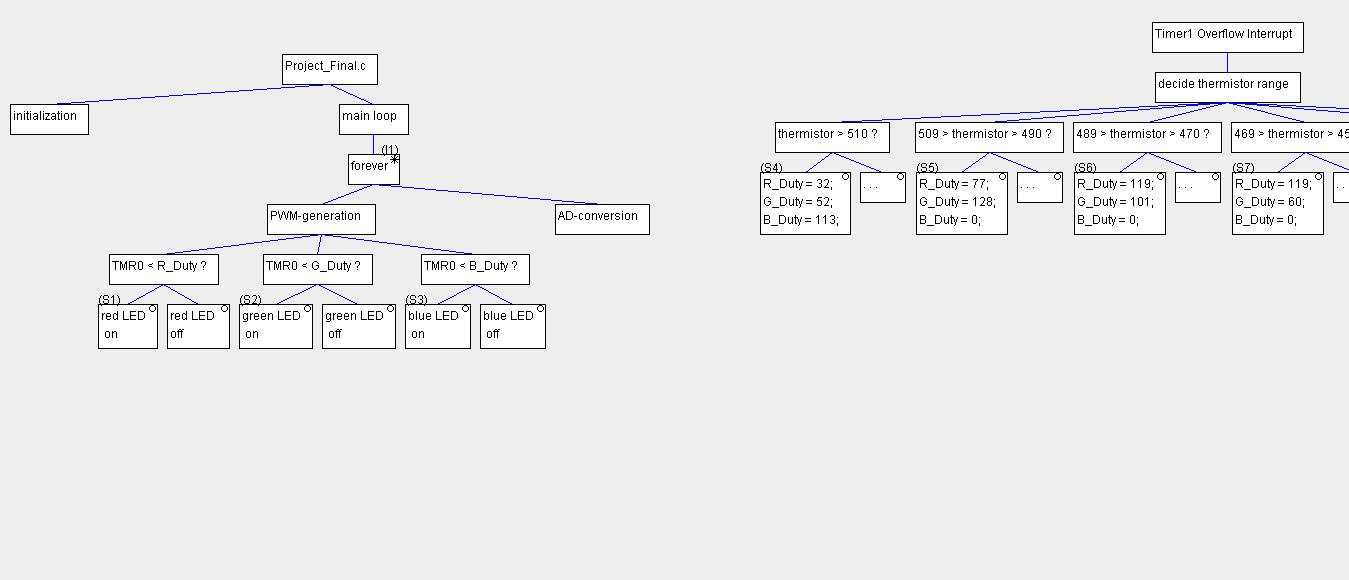 Project_Final.c
initialization
main loop
(I1)
forever *
PWM-generation
AD-conversion
TMR0 < R_Duty ?
TMR0 < G_Duty ?
TMR0 < B_Duty ?
(S1)
red LED
on
red LED
off
(S2)
green LED
on
green LED
off
(S3)
blue LED
on
blue LED
off
Timer1 Overflow Interrupt
decide thermistor range
thermistor > 510 ?
509 > thermistor > 490 ?
489 > thermistor > 470 ?
469 > thermistor > 45
(S4)
R_Duty = 32;
G_Duty = 52;
B_Duty = 113;
. . .
(S5)
R_Duty = 77;
G_Duty = 128;
B_Duty = 0;
. . .
(S6)
R_Duty = 119;
G_Duty = 101;
B_Duty = 0;
. . .
(S7)
R_Duty = 119;
G_Duty = 60;
B_Duty = 0;
. .